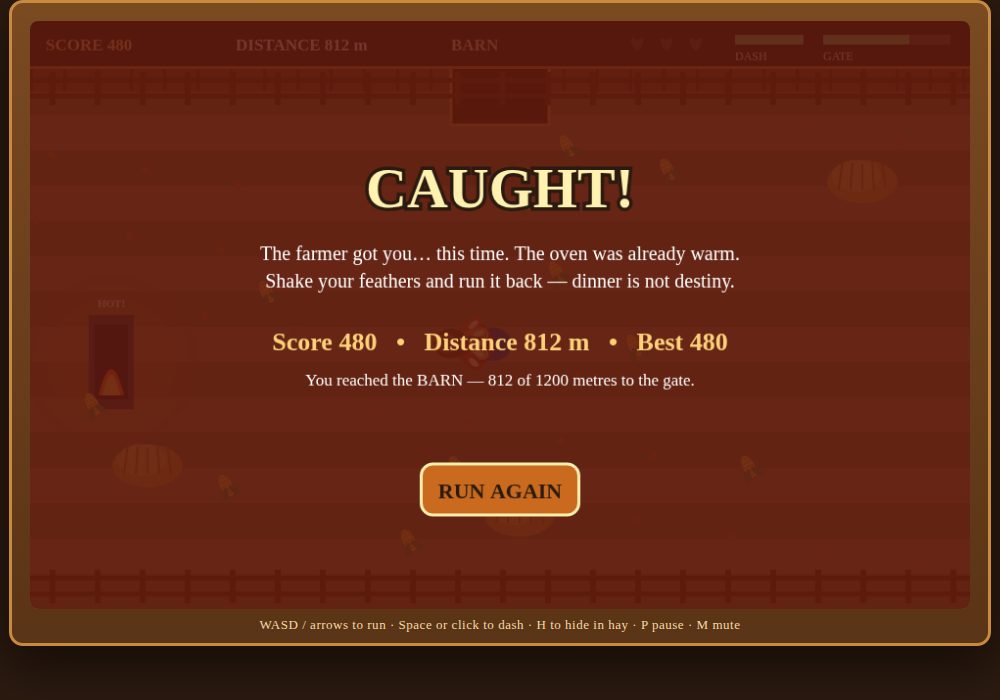 SCORE 480 DISTANCE 812 m BARN
DASH GATE
CAUGHT!
The farmer got you… this time. The oven was already warm.
Shake your feathers and run it back — dinner is not destiny.
HOT!
Score 480 • Distance 812 m • Best 480
You reached the BARN — 812 of 1200 metres to the gate.
RUN AGAIN
WASD / arrows to run · Space or click to dash · H to hide in hay · P pause · M mute